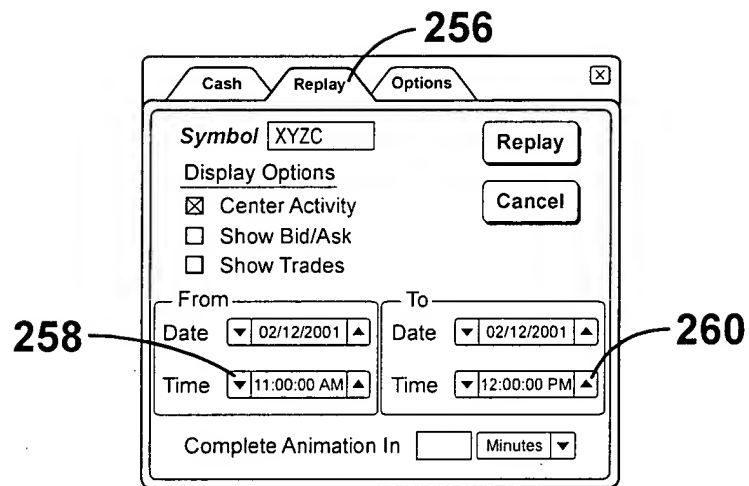 256
Cash Replay Options
Symbol XYZC Replay
Display Options
Center Activity Cancel
Show Bid/Ask
Show Trades
From To
Date 02/12/2001 Date 02/12/2001
258 260
Time 11:00:00 AM Time 12:00:00 PM
Complete Animation In Minutes